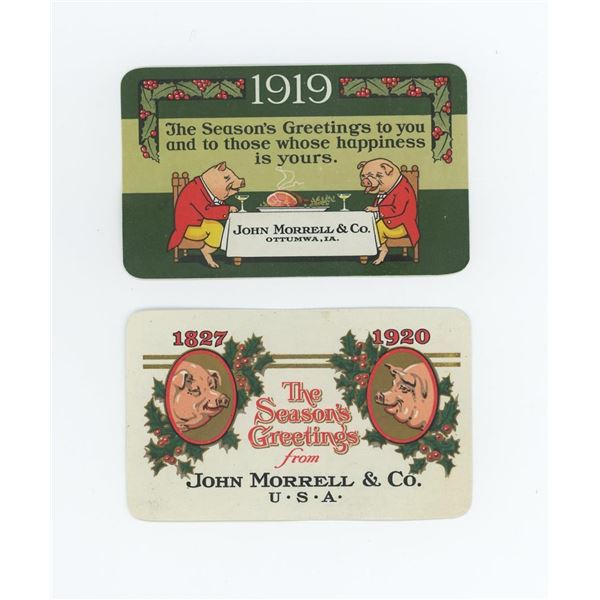 1919
The Season's Greetings to you
and to those whose happiness
is yours.
John Morrell & Co.
OTTUMWA, IA.
1827 1920
The
Season's
Greetings
from
John Morrell & Co.
U·S·A·